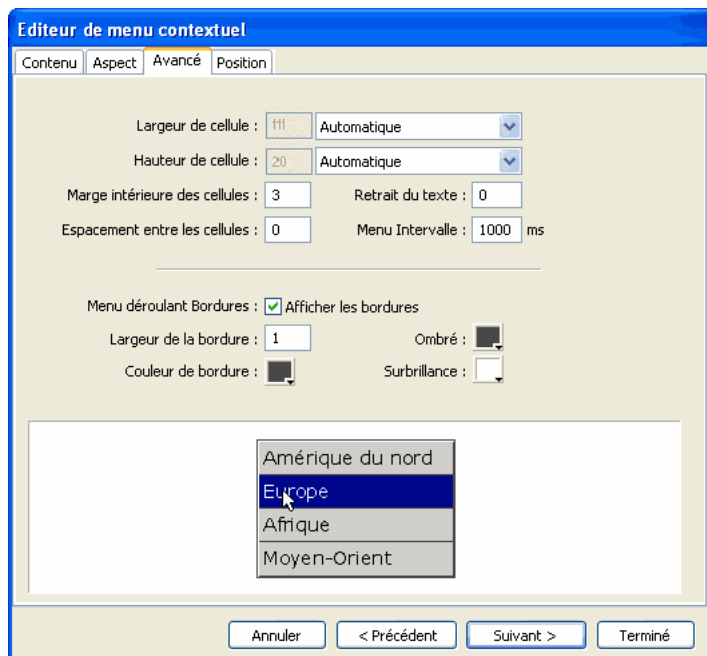 Editeur de menu contextuel
Contenu Aspect Avancé Position
Largeur de cellule : Automatique
Hauteur de cellule : 20 Automatique
Marge intérieure des cellules : 3 Retrait du texte : 0
Espacement entre les cellules : 0 Menu Intervalle : 1000 ms
Menu déroulant Bordures : Afficher les bordures
Largeur de la bordure : 1 Ombré :
Couleur de bordure : Surbrillance :
Amérique du nord
Europe
Afrique
Moyen-Orient
Annuler < Précédent Suivant > Terminé